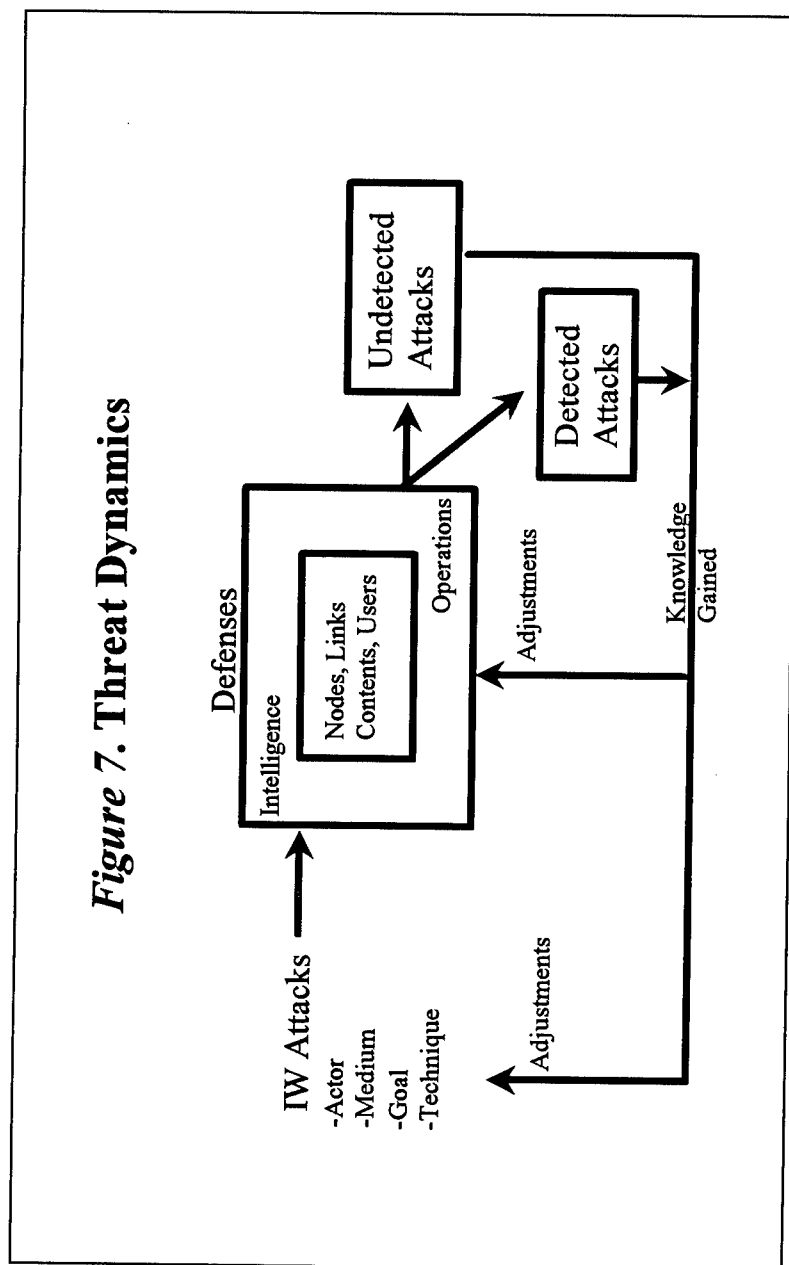 Figure 7. Threat Dynamics
Defenses
Intelligence
Nodes, Links
Contents, Users
Operations
IW Attacks
-Actor
-Medium
-Goal
-Technique
Undetected
Attacks
Detected
Attacks
Adjustments
Adjustments
Knowledge
Gained